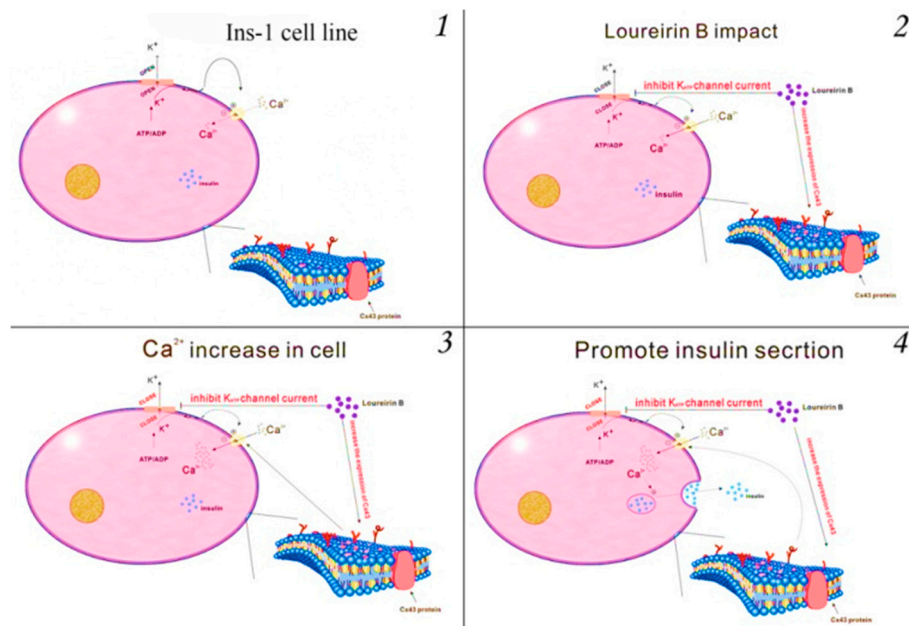 Ins-1 cell line
1
K⁺
OPEN
OPEN
K⁺
ATP/ADP
Ca²⁺
Ca²⁺
insulin
Cx43 protein
Loureirin B impact
2
K⁺
CLOSE
CLOSE
K⁺
ATP/ADP
inhibit KATP channel current
Loureirin B
Ca²⁺
Ca²⁺
increase the expression of Cx43
insulin
Cx43 protein
Ca²⁺ increase in cell
3
K⁺
CLOSE
CLOSE
K⁺
ATP/ADP
inhibit KATP channel current
Loureirin B
Ca²⁺
Ca²⁺
increase the expression of Cx43
insulin
Cx43 protein
Promote insulin secrtion
4
K⁺
CLOSE
CLOSE
K⁺
ATP/ADP
inhibit KATP channel current
Loureirin B
Ca²⁺
Ca²⁺
increase the expression of Cx43
insulin
Cx43 protein